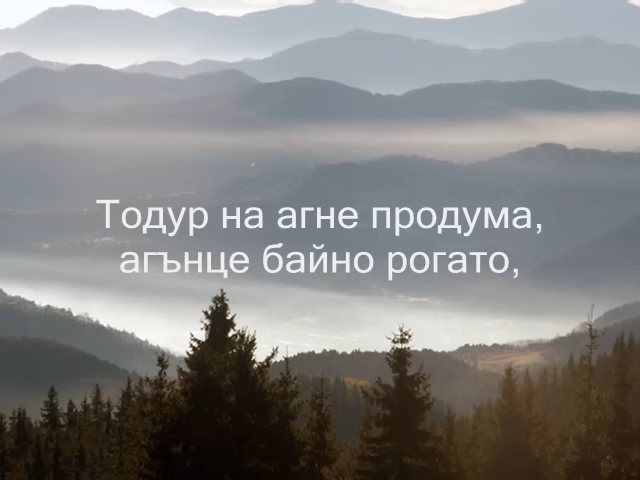 Тодур на агне продума,
агънце байно рогато,